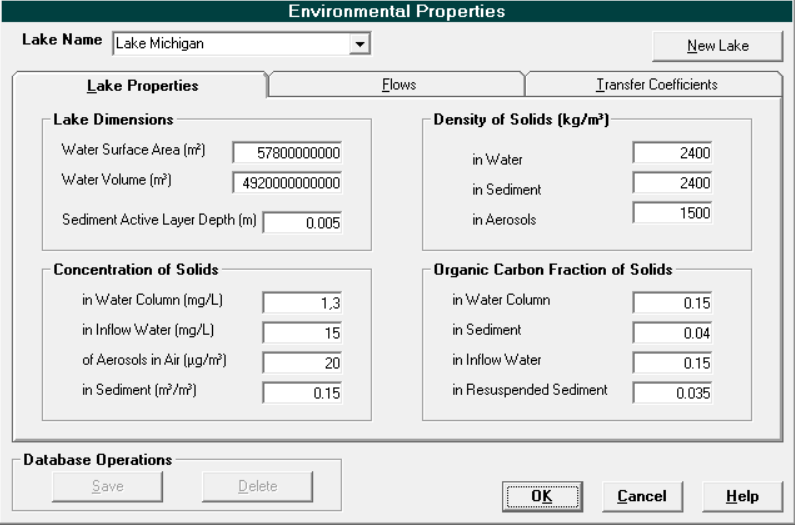 Environmental Properties
Lake Name Lake Michigan New Lake
Lake Properties Flows Transfer Coefficients
Lake Dimensions
Water Surface Area (m²) 57800000000
Water Volume (m³) 4920000000000
Sediment Active Layer Depth (m) 0.005
Density of Solids (kg/m³)
in Water 2400
in Sediment 2400
in Aerosols 1500
Concentration of Solids
in Water Column (mg/L) 1,3
in Inflow Water (mg/L) 15
of Aerosols in Air (µg/m³) 20
in Sediment (m³/m³) 0.15
Organic Carbon Fraction of Solids
in Water Column 0.15
in Sediment 0.04
in Inflow Water 0.15
in Resuspended Sediment 0.035
Database Operations
Save Delete
OK Cancel Help